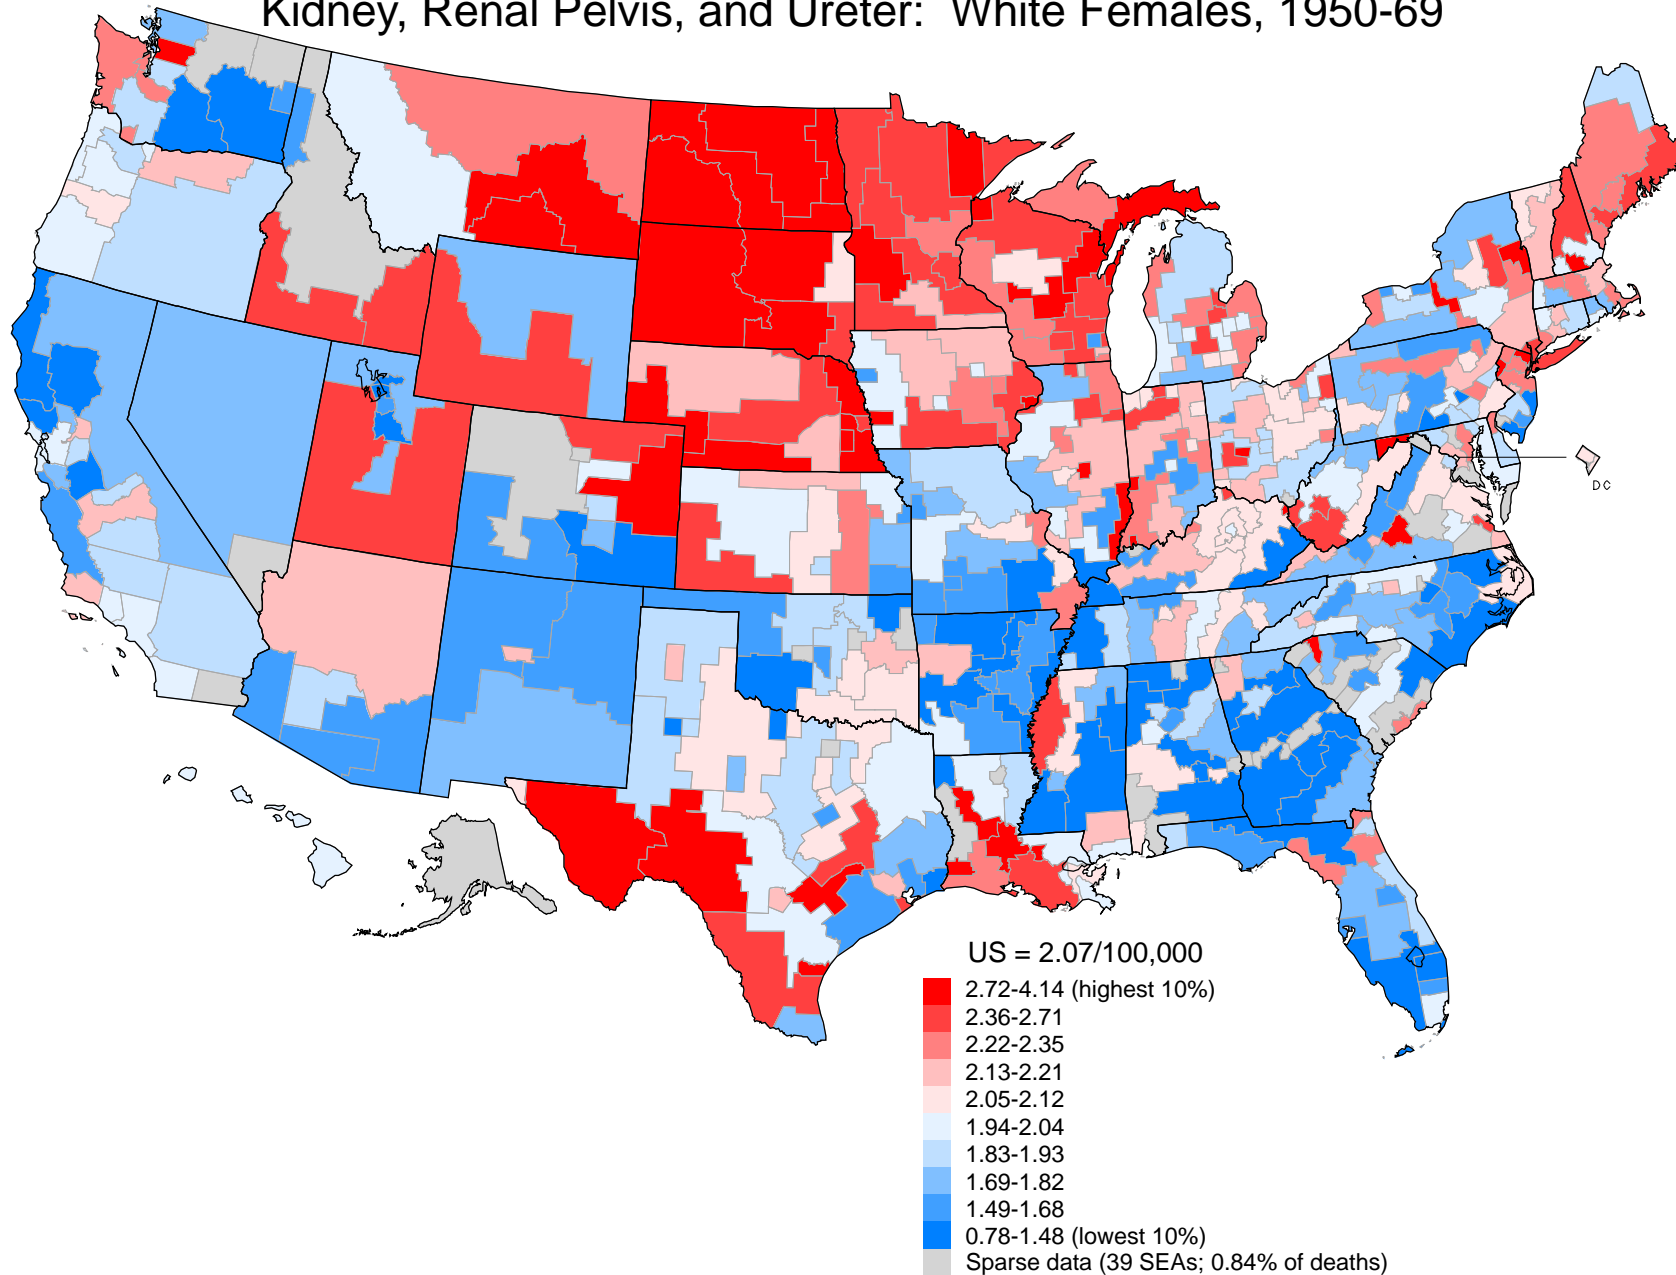 Kidney, Renal Pelvis, and Ureter: White Females, 1950-69
DC
US = 2.07/100,000
2.72-4.14 (highest 10%)
2.36-2.71
2.22-2.35
2.13-2.21
2.05-2.12
1.94-2.04
1.83-1.93
1.69-1.82
1.49-1.68
0.78-1.48 (lowest 10%)
Sparse data (39 SEAs; 0.84% of deaths)